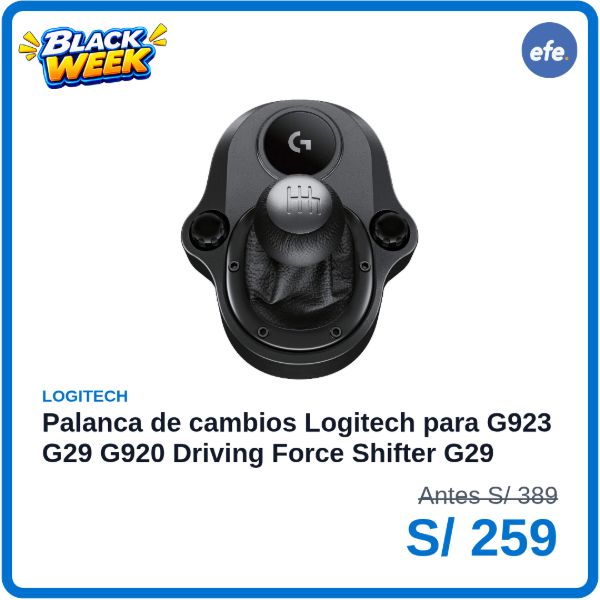 BLACK
WEEK
efe.
G
LOGITECH
Palanca de cambios Logitech para G923
G29 G920 Driving Force Shifter G29
Antes S/ 389
S/ 259